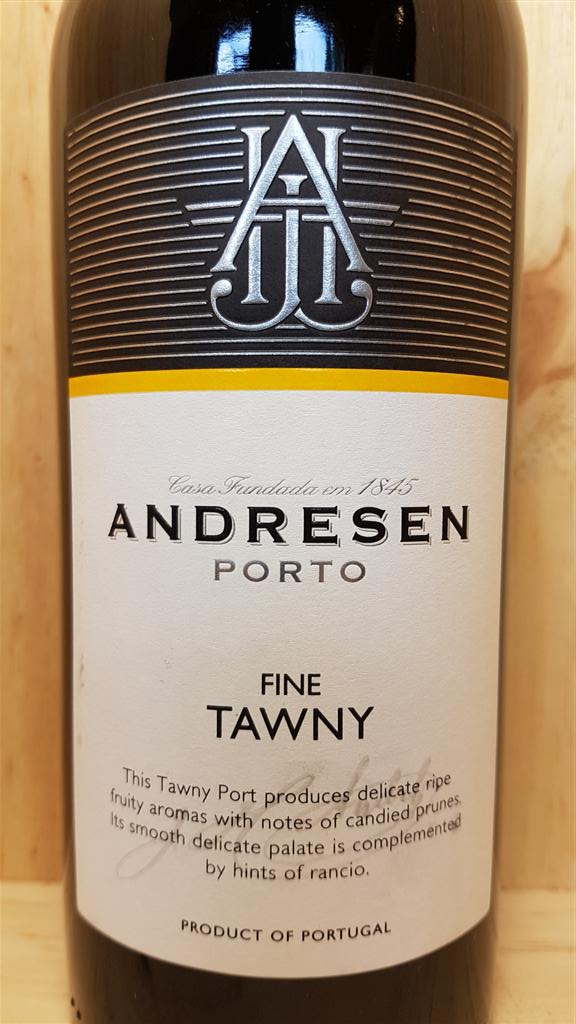 JHA
Casa Fundada em 1845
ANDRESEN
PORTO
FINE
TAWNY
This Tawny Port produces delicate ripe
fruity aromas with notes of candied prunes.
Its smooth delicate palate is complemented
by hints of rancio.
PRODUCT OF PORTUGAL